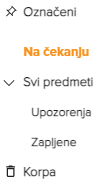 Označeni
Na čekanju
Svi predmeti
Upozorenja
Zapljene
Korpa